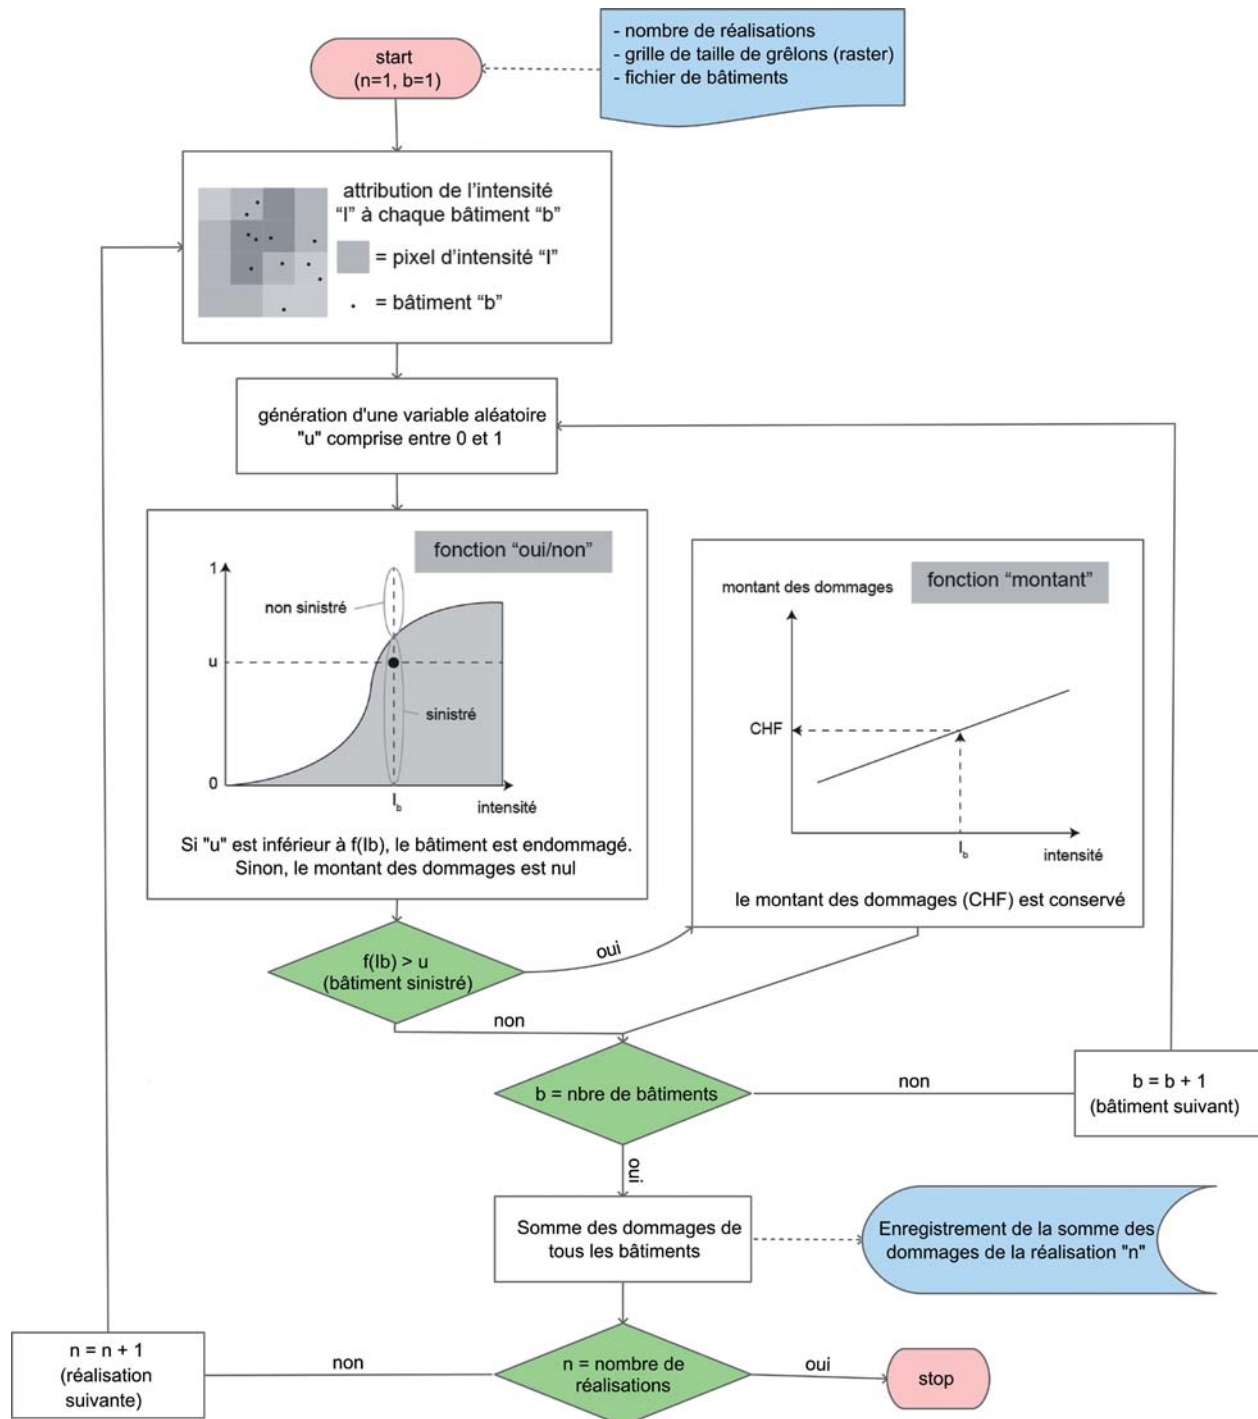 start
(n=1, b=1)
- nombre de réalisations
- grille de taille de grêlons (raster)
- fichier de bâtiments
attribution de l’intensité
“I” à chaque bâtiment “b”
= pixel d’intensité “I”
= bâtiment “b”
génération d'une variable aléatoire
"u" comprise entre 0 et 1
fonction “oui/non”
1
non sinistré
u
sinistré
0
Ib
intensité
Si "u" est inférieur à f(Ib), le bâtiment est endommagé.
Sinon, le montant des dommages est nul
fonction “montant”
montant des dommages
CHF
Ib
intensité
le montant des dommages (CHF) est conservé
f(Ib) > u
(bâtiment sinistré)
oui
non
b = nbre de bâtiments
non
b = b + 1
(bâtiment suivant)
oui
Somme des dommages de
tous les bâtiments
Enregistrement de la somme des
dommages de la réalisation "n"
n = n + 1
(réalisation
suivante)
non
n = nombre de
réalisations
oui
stop